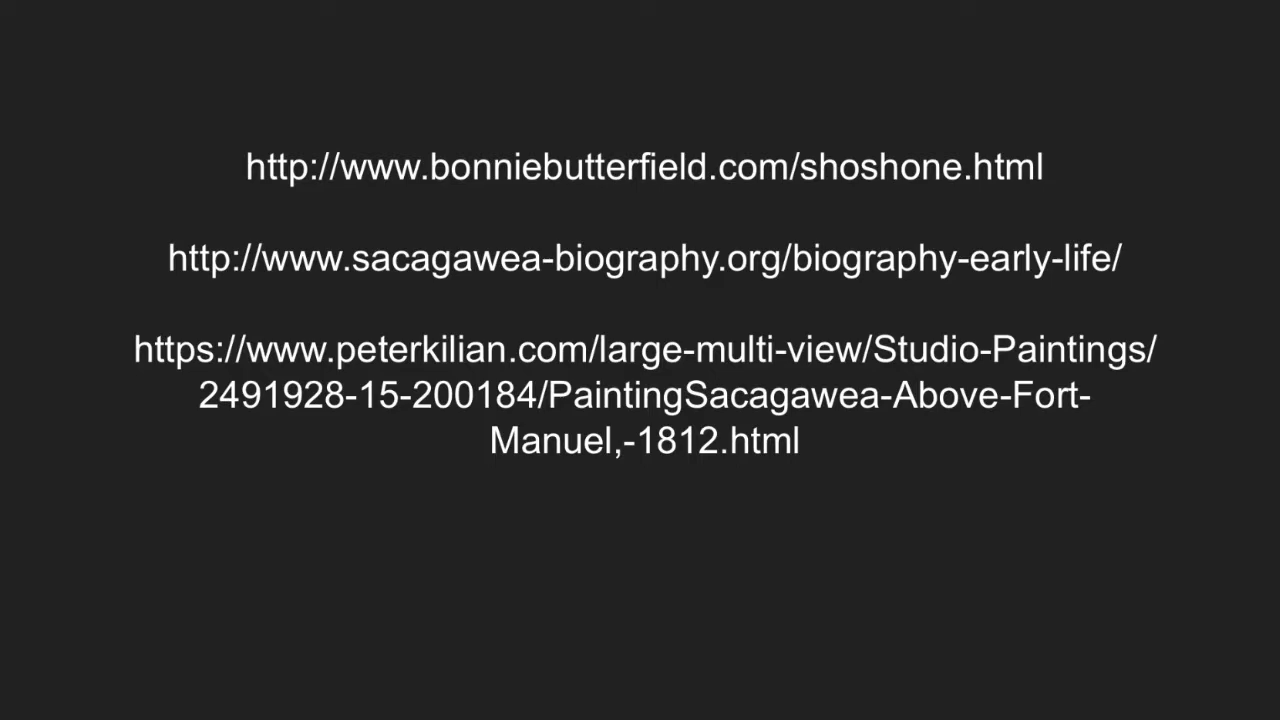 http://www.bonniebutterfield.com/shoshone.html
http://www.sacagawea-biography.org/biography-early-life/
https://www.peterkilian.com/large-multi-view/Studio-Paintings/
2491928-15-200184/PaintingSacagawea-Above-Fort-
Manuel,-1812.html